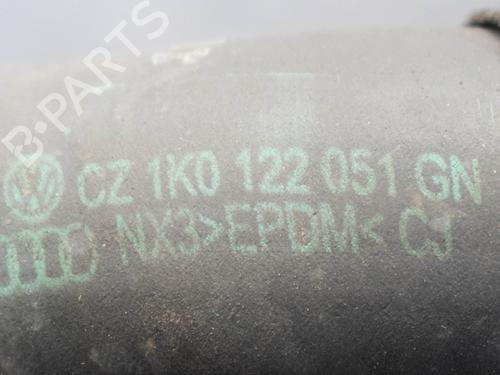 B-PARTS
CZ 1K0 122 051 GN
NX3>EPDM< CJ